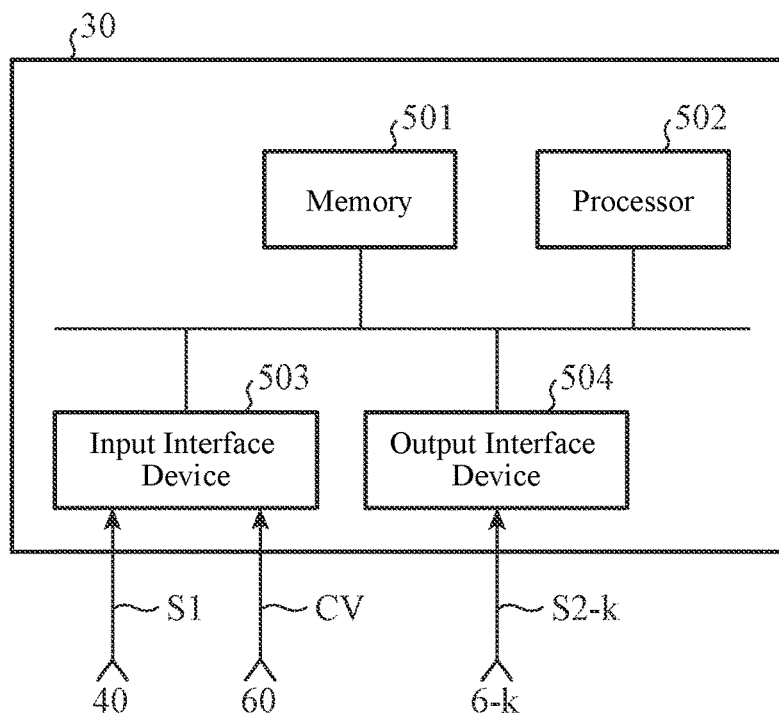 30
501
502
Memory
Processor
503
504
Input Interface
Device
Output Interface
Device
S1
CV
S2-k
40
60
6-k